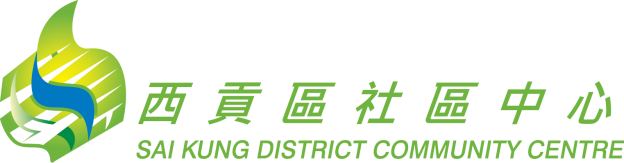 西貢區社區中心
SAI KUNG DISTRICT COMMUNITY CENTRE